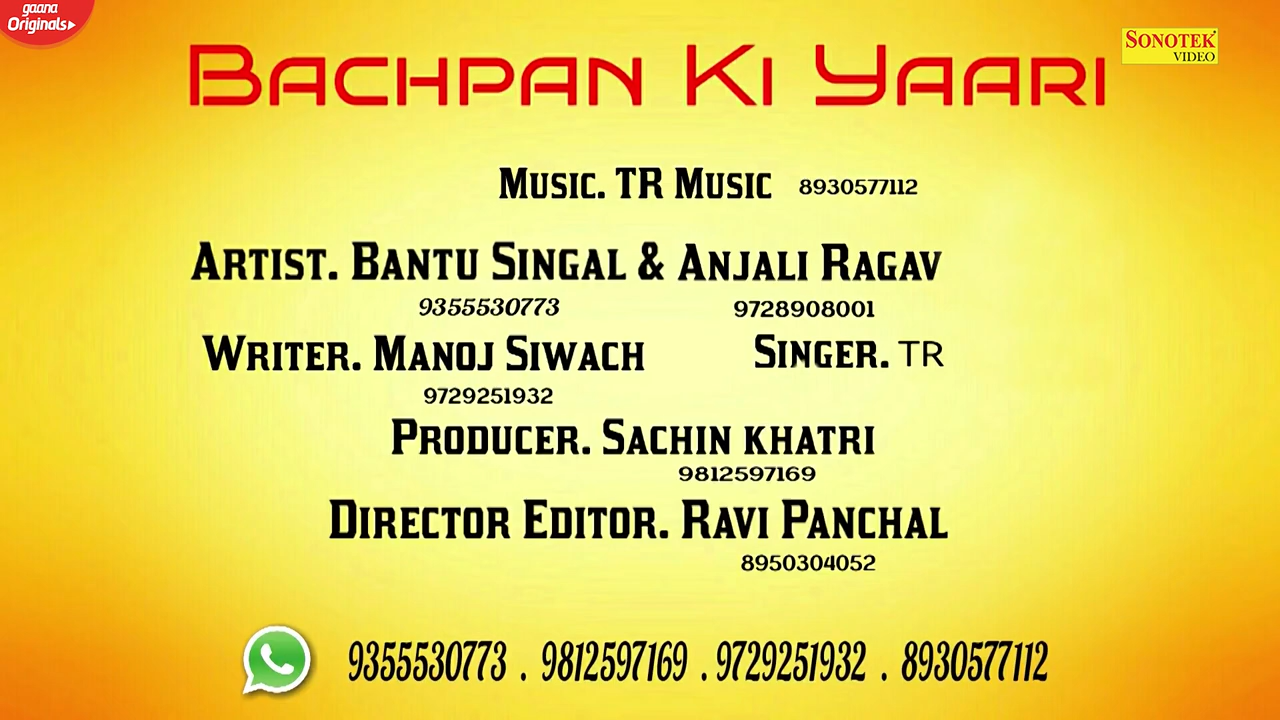 gaana
Originals
SONOTEK
VIDEO
BACHPAN KI YAARI
MUSIC. TR MUSIC 8930577112
ARTIST. BANTU SINGAL & ANJALI RAGAV
9355530773 9728908001
WRITER. MANOJ SIWACH SINGER. TR
9729251932
PRODUCER. SACHIN KHATRI
9812597169
DIRECTOR EDITOR. RAVI PANCHAL
8950304052
9355530773 . 9812597169 . 9729251932 . 8930577112